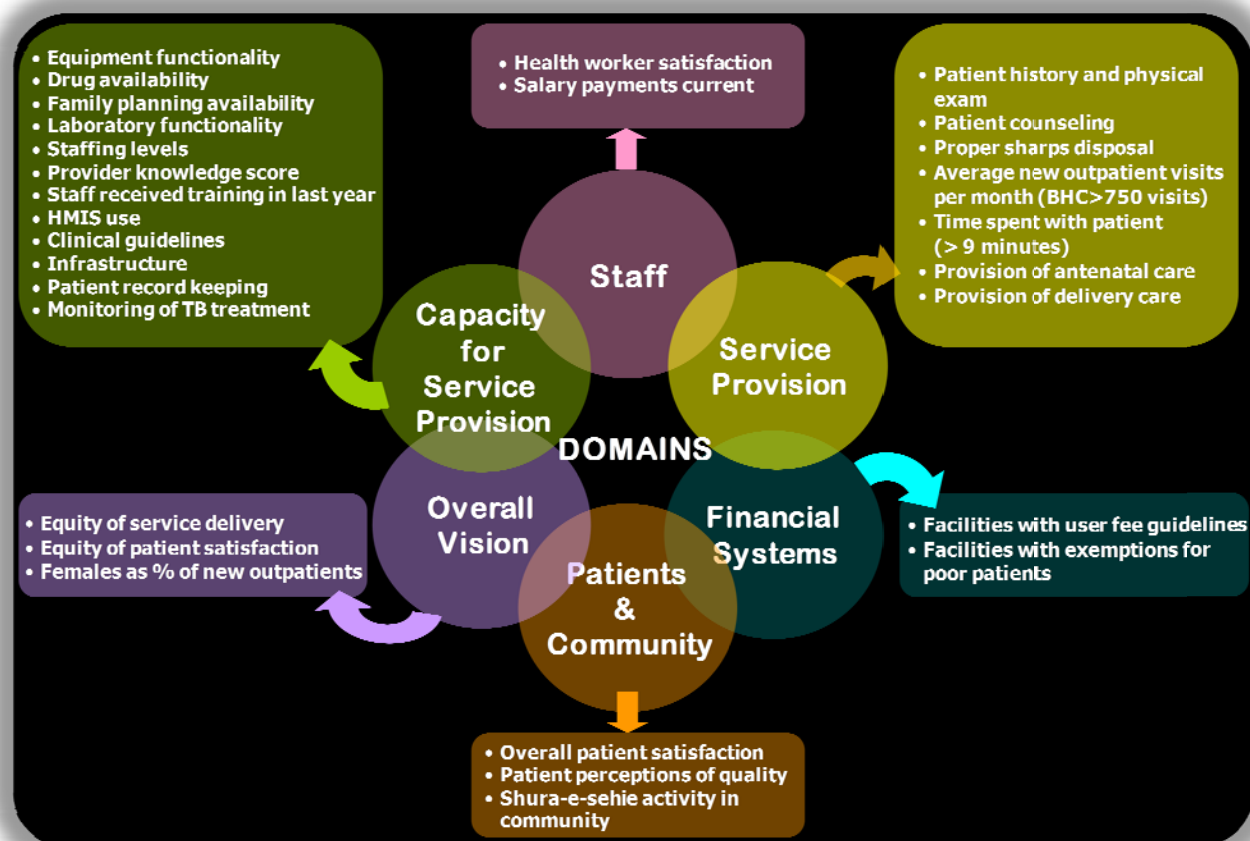 • Equipment functionality
• Drug availability
• Family planning availability
• Laboratory functionality
• Staffing levels
• Provider knowledge score
• Staff received training in last year
• HMIS use
• Clinical guidelines
• Infrastructure
• Patient record keeping
• Monitoring of TB treatment
• Health worker satisfaction
• Salary payments current
• Patient history and physical
exam
• Patient counseling
• Proper sharps disposal
• Average new outpatient visits
per month (BHC>750 visits)
• Time spent with patient
(> 9 minutes)
• Provision of antenatal care
• Provision of delivery care
Staff
Capacity
for
Service
Provision
Service
Provision
DOMAINS
Overall
Vision
Financial
Systems
Patients
&
Community
• Equity of service delivery
• Equity of patient satisfaction
• Females as % of new outpatients
• Facilities with user fee guidelines
• Facilities with exemptions for
poor patients
• Overall patient satisfaction
• Patient perceptions of quality
• Shura-e-sehie activity in
community